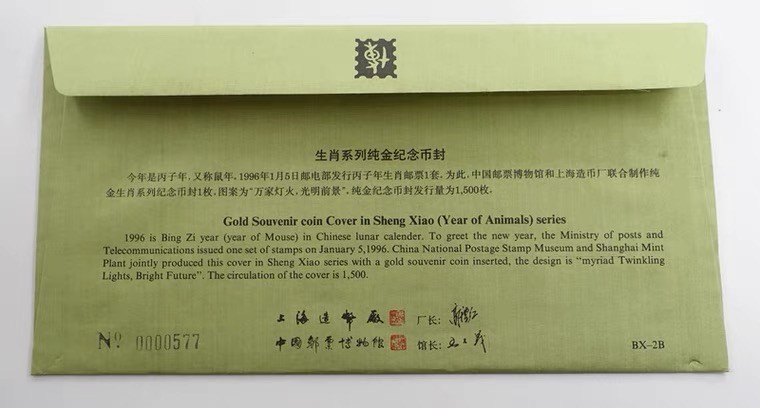 生肖系列纯金纪念币封
今年是丙子年，又称鼠年。1996年1月5日邮电部发行丙子年生肖邮票1套。为此，中国邮票博物馆和上海造币厂联合制作纯
金生肖系列纪念币封1枚。图案为“万家灯火，光明前景”。纯金纪念币封发行量为1,500枚。
Gold Souvenir coin Cover in Sheng Xiao (Year of Animals) series
1996 is Bing Zi year (year of Mouse) in Chinese lunar calender. To greet the new year, the Ministry of posts and
Telecommunications issued one set of stamps on January 5,1996. China National Postage Stamp Museum and Shanghai Mint
Plant jointly produced this cover in Sheng Xiao series with a gold souvenir coin inserted, the design is “myriad Twinkling
Lights, Bright Future”. The circulation of the cover is 1,500.
上海造幣廠 厂长：
№ 0000577 中国郵票博物館 馆长： BX-2B